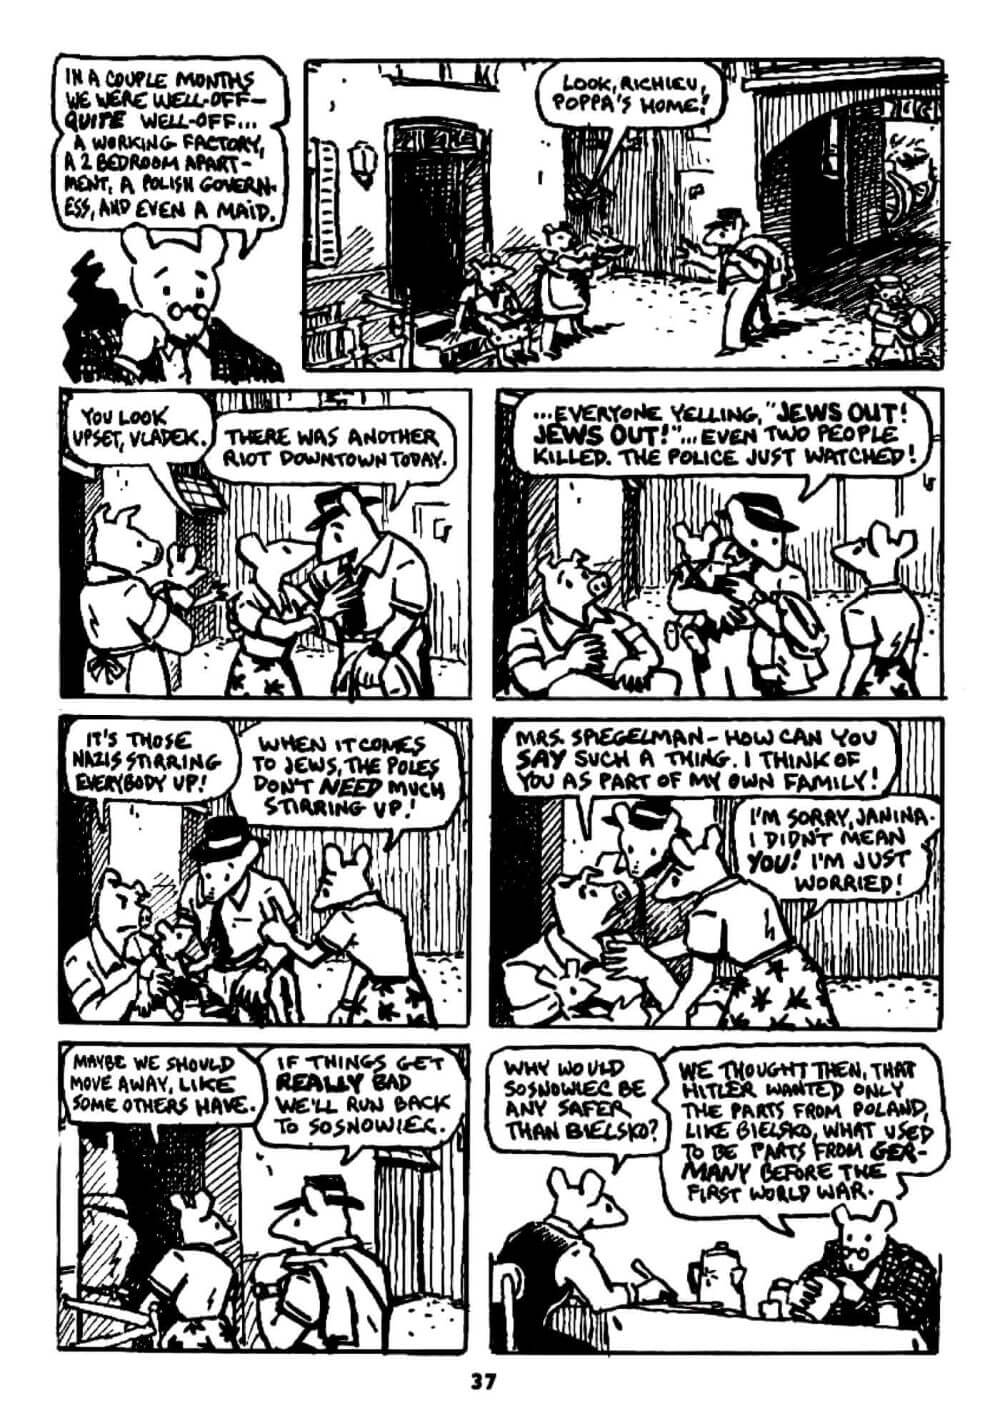 IN A COUPLE MONTHS
WE WERE WELL-OFF—
QUITE WELL-OFF...
A WORKING FACTORY,
A 2 BEDROOM APART-
MENT, A POLISH GOVERN-
ESS, AND EVEN A MAID.
LOOK, RICHIEU,
POPPA'S HOME!
YOU LOOK
UPSET, VLADEK.
THERE WAS ANOTHER
RIOT DOWNTOWN TODAY.
...EVERYONE YELLING, "JEWS OUT!
JEWS OUT!"...EVEN TWO PEOPLE
KILLED. THE POLICE JUST WATCHED!
IT'S THOSE
NAZIS STIRRING
EVERYBODY UP!
WHEN IT COMES
TO JEWS, THE POLES
DON'T NEED MUCH
STIRRING UP!
MRS. SPIEGELMAN—HOW CAN YOU
SAY SUCH A THING. I THINK OF
YOU AS PART OF MY OWN FAMILY!
I'M SORRY, JANINA.
I DIDN'T MEAN
YOU! I'M JUST
WORRIED!
MAYBE WE SHOULD
MOVE AWAY, LIKE
SOME OTHERS HAVE.
IF THINGS GET
REALLY BAD
WE'LL RUN BACK
TO SOSNOWIEC.
WHY WOULD
SOSNOWIEC BE
ANY SAFER
THAN BIELSKO?
WE THOUGHT THEN, THAT
HITLER WANTED ONLY
THE PARTS FROM POLAND,
LIKE BIELSKO, WHAT USED
TO BE PARTS FROM GER-
MANY BEFORE THE
FIRST WORLD WAR.
37